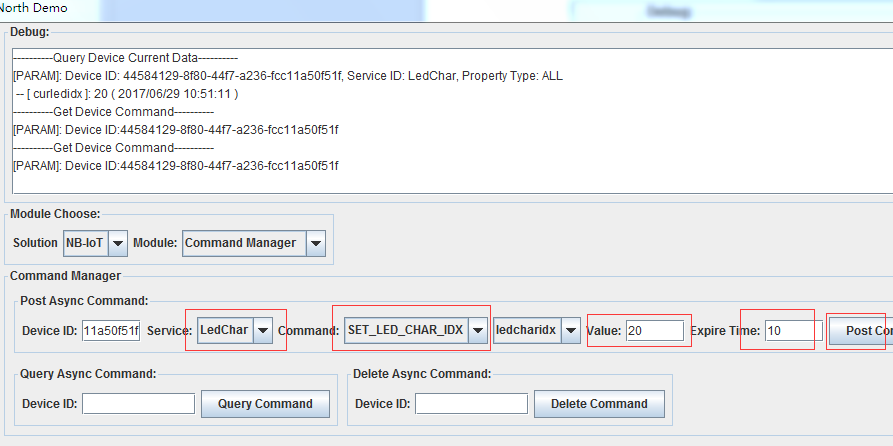 North Demo
Debug
Debug:
----------Query Device Current Data----------
[PARAM]: Device ID: 44584129-8f80-44f7-a236-fcc11a50f51f, Service ID: LedChar, Property Type: ALL
-- [ curledidx ]: 20 ( 2017/06/29 10:51:11 )
----------Get Device Command----------
[PARAM]: Device ID:44584129-8f80-44f7-a236-fcc11a50f51f
----------Get Device Command----------
[PARAM]: Device ID:44584129-8f80-44f7-a236-fcc11a50f51f
Module Choose:
Solution NB-IoT Module: Command Manager
Command Manager
Post Async Command:
Device ID: 11a50f51f Service: LedChar Command: SET_LED_CHAR_IDX ledcharidx Value: 20 Expire Time: 10 Post Co
Query Async Command: Delete Async Command:
Device ID: Query Command Device ID: Delete Command